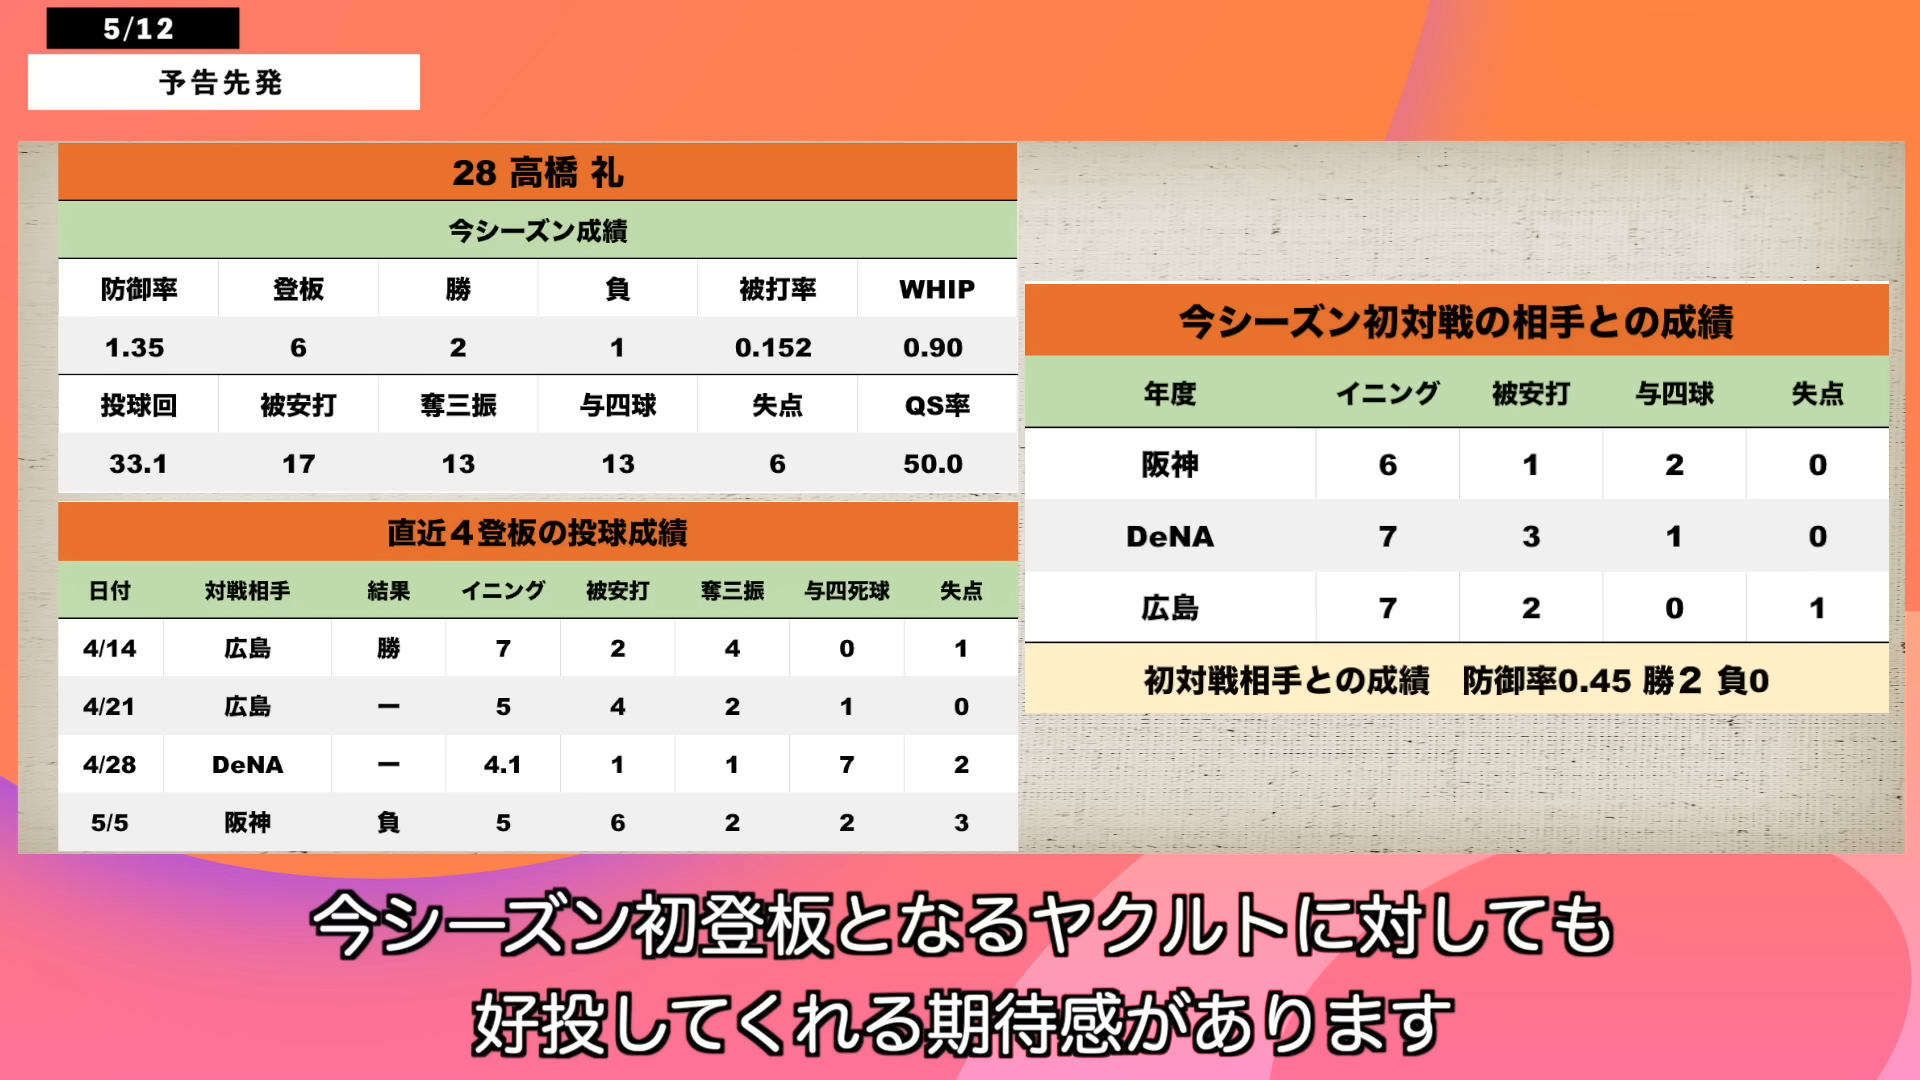 5/12
予告先発
28 高橋 礼
今シーズン成績
防御率 登板 勝 負 被打率 WHIP
1.35 6 2 1 0.152 0.90
投球回 被安打 奪三振 与四球 失点 QS率
33.1 17 13 13 6 50.0
直近４登板の投球成績
日付 対戦相手 結果 イニング 被安打 奪三振 与四死球 失点
4/14 広島 勝 7 2 4 0 1
4/21 広島 ー 5 4 2 1 0
4/28 DeNA ー 4.1 1 1 7 2
5/5 阪神 負 5 6 2 2 3
今シーズン初対戦の相手との成績
年度 イニング 被安打 与四球 失点
阪神 6 1 2 0
DeNA 7 3 1 0
広島 7 2 0 1
初対戦相手との成績 防御率0.45 勝２ 負0
今シーズン初登板となるヤクルトに対しても
好投してくれる期待感があります